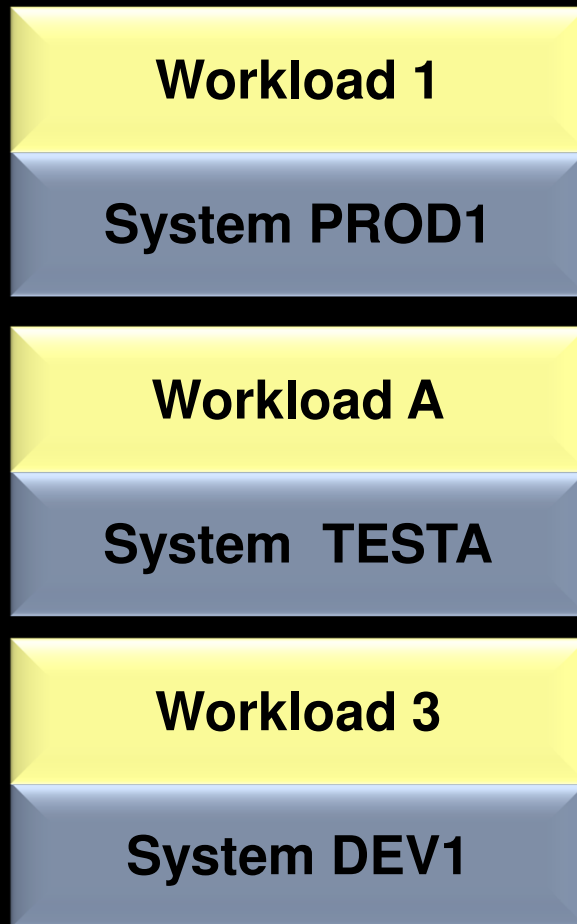 Workload 1
System PROD1
Workload A
System TESTA
Workload 3
System DEV1